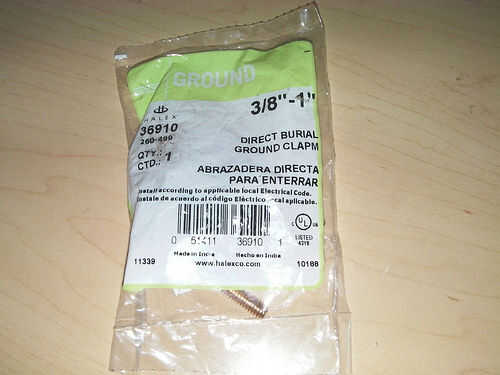 GROUND
3/8"-1"
HALEX
36910
260-499
QTY.: 1
CTD.:
DIRECT BURIAL
GROUND CLAPM
ABRAZADERA DIRECTA
PARA ENTERRAR
Install according to applicable local Electrical Code.
Instale de acuerdo al código Eléctrico local aplicable.
UL
LISTED
0 51411 36910 1
Made in India Hecho en India
11339 www.halexco.com 10188